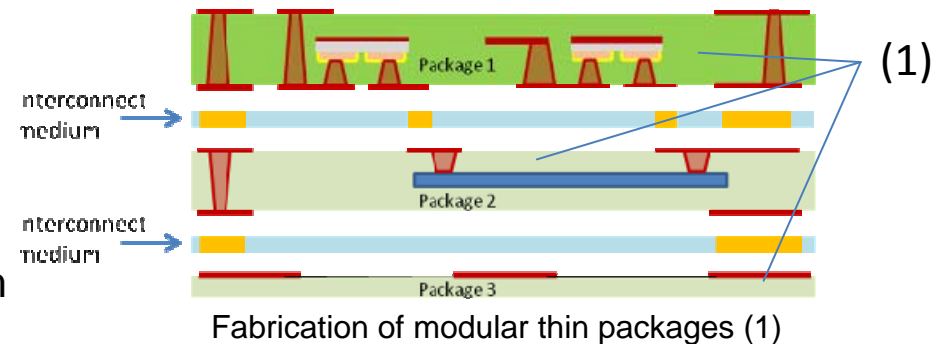 Package 1
(1)
nterconnect
medium
Package 2
nterconnect
medium
n
Package 3
Fabrication of modular thin packages (1)